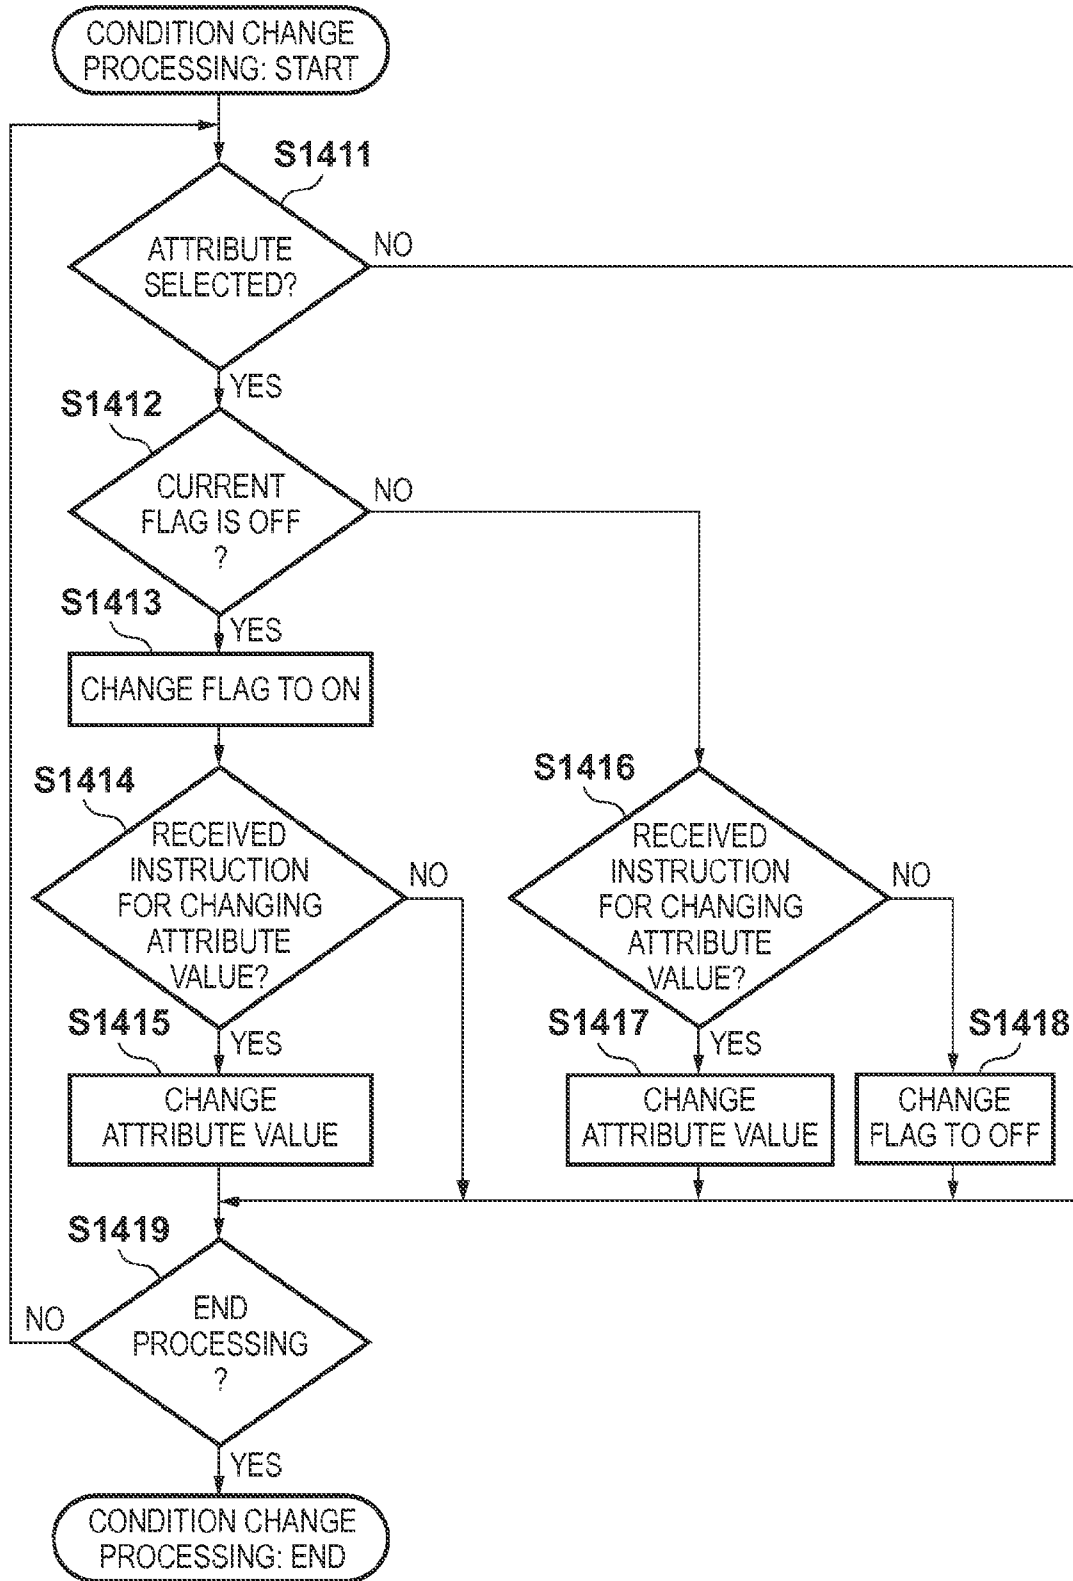 CONDITION CHANGE
PROCESSING: START
S1411
ATTRIBUTE
SELECTED?
NO
YES
S1412
CURRENT
FLAG IS OFF
?
NO
YES
S1413
CHANGE FLAG TO ON
S1414
RECEIVED
INSTRUCTION
FOR CHANGING
ATTRIBUTE
VALUE?
NO
YES
S1416
RECEIVED
INSTRUCTION
FOR CHANGING
ATTRIBUTE
VALUE?
NO
YES
S1415
CHANGE
ATTRIBUTE VALUE
S1417
CHANGE
ATTRIBUTE VALUE
S1418
CHANGE
FLAG TO OFF
S1419
END
PROCESSING
?
NO
YES
CONDITION CHANGE
PROCESSING: END